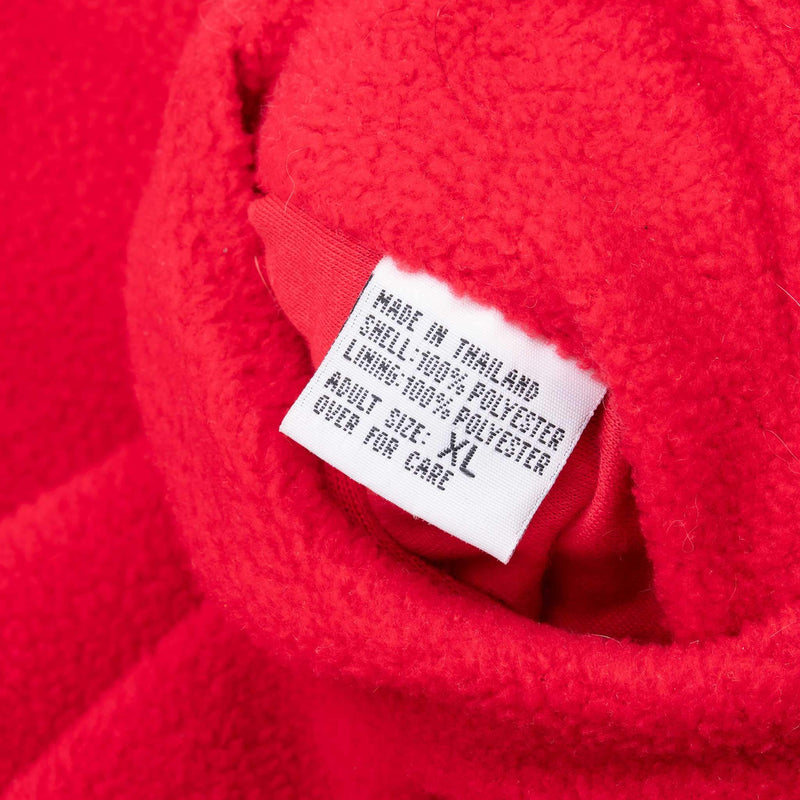 MADE IN THAILAND
SHELL:100% POLYESTER
LINING:100% POLYESTER
ADULT SIZE: XL
OVER FOR CARE